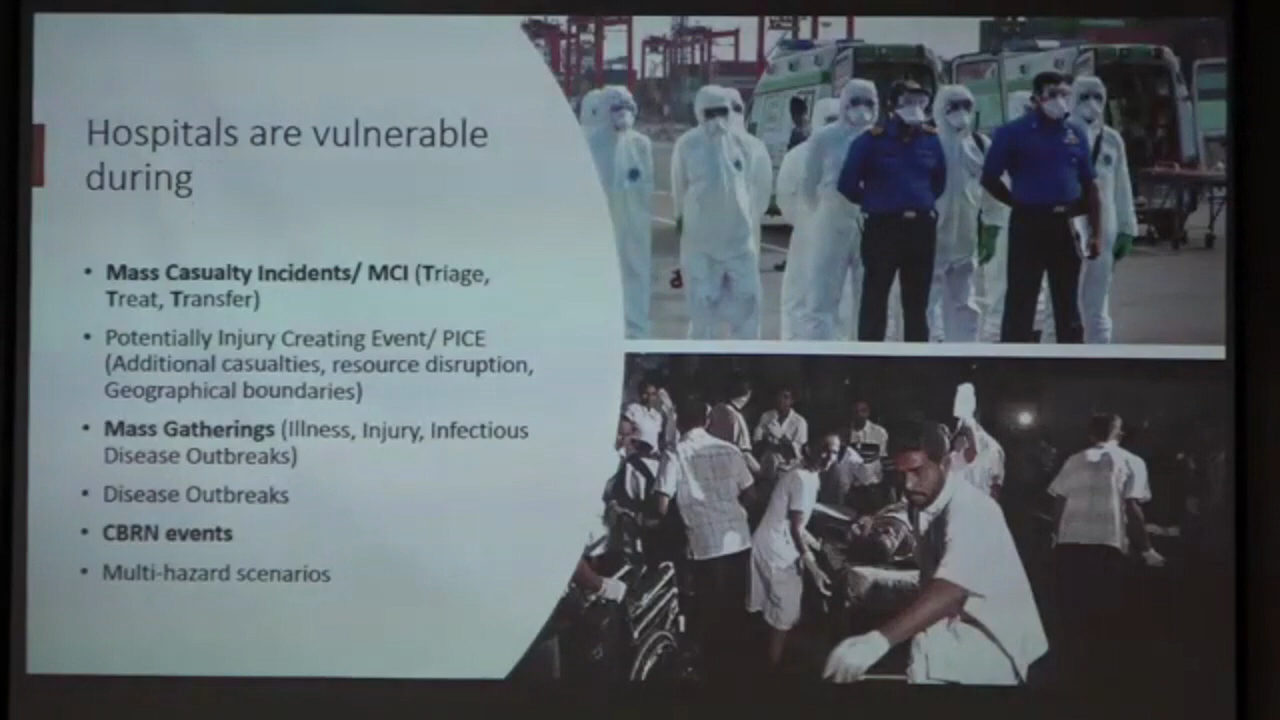 Hospitals are vulnerable
during
• Mass Casualty Incidents/ MCI (Triage,
Treat, Transfer)
• Potentially Injury Creating Event/ PICE
(Additional casualties, resource disruption,
Geographical boundaries)
• Mass Gatherings (Illness, Injury, Infectious
Disease Outbreaks)
• Disease Outbreaks
• CBRN events
• Multi-hazard scenarios